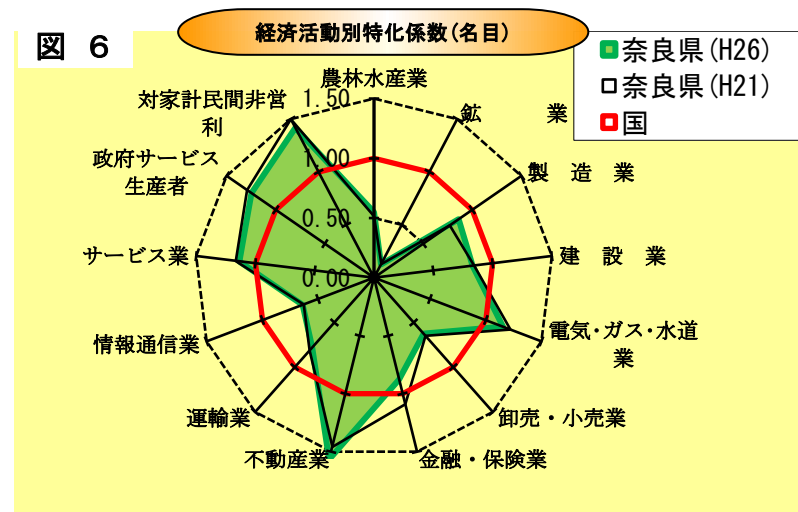 図 6
経済活動別特化係数(名目)
奈良県(H26)
奈良県(H21)
国
農林水産業
鉱 業
製 造 業
建 設 業
電気・ガス・水道
業
卸売・小売業
金融・保険業
不動産業
運輸業
情報通信業
サービス業
政府サービス
生産者
対家計民間非営
利
1.50
1.00
0.50
0.00